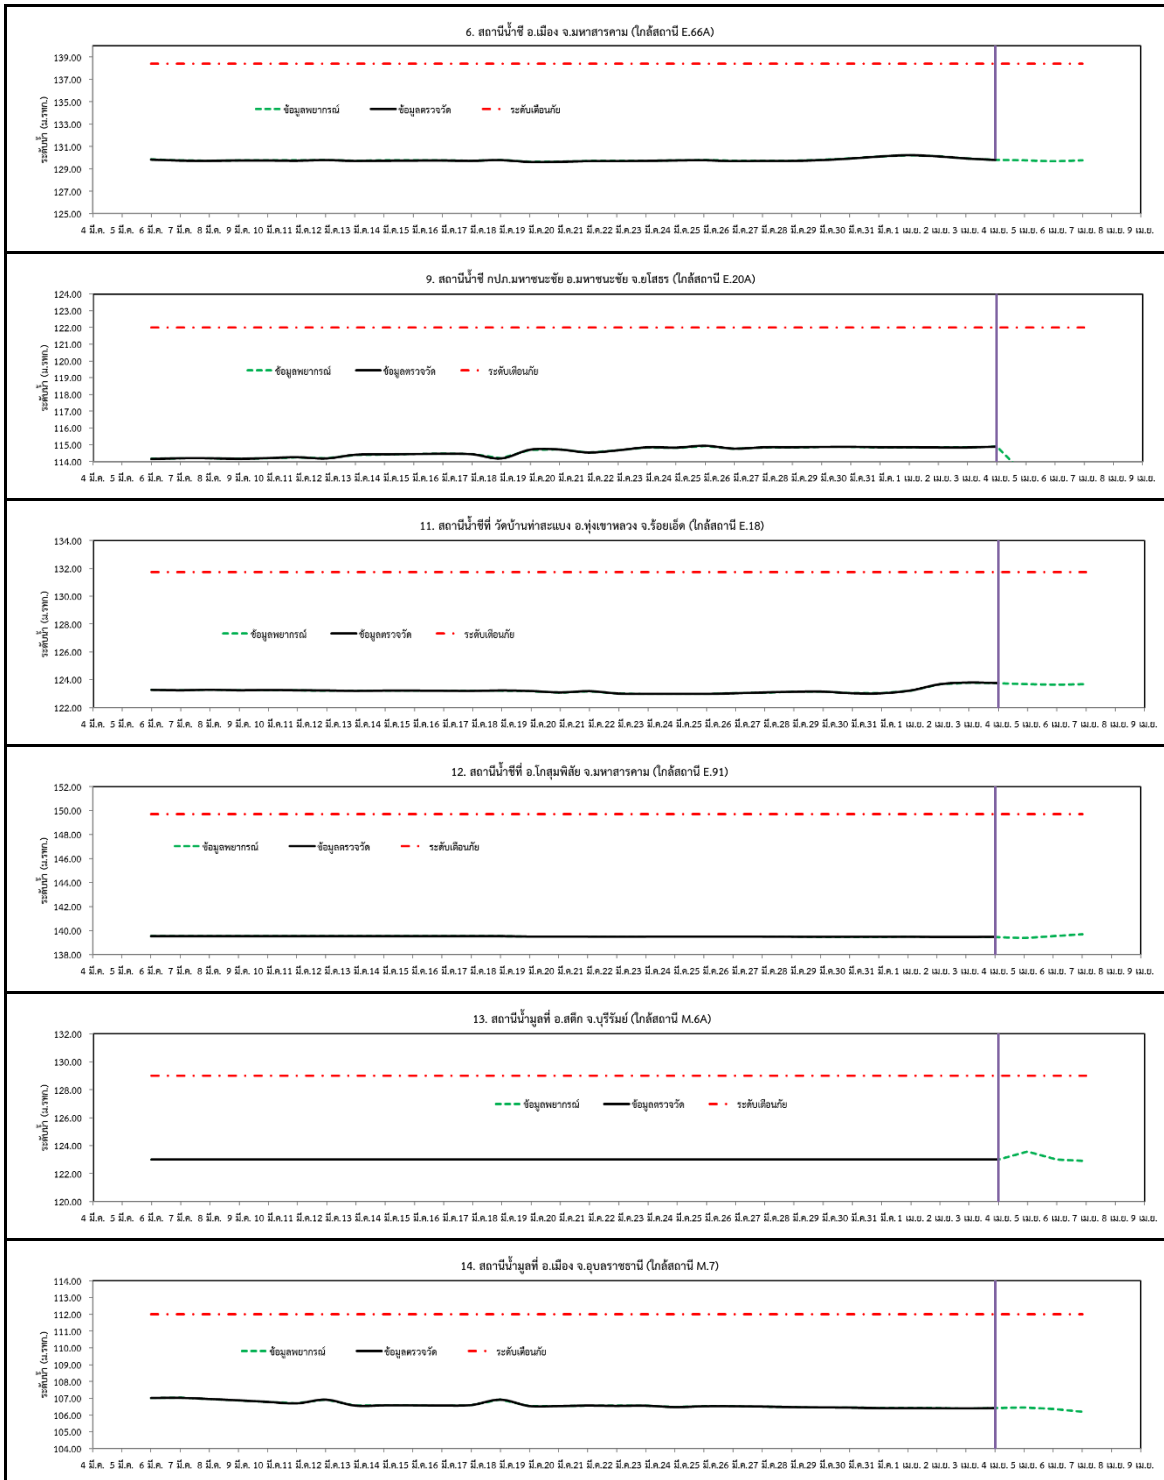 6. สถานีน้ำชี อ.เมือง จ.มหาสารคาม (ใกล้สถานี E.66A)
139.00
137.00
135.00
133.00
131.00
129.00
127.00
125.00
ระดับน้ำ (ม.รทก.)
ข้อมูลพยากรณ์ ข้อมูลตรวจวัด ระดับเตือนภัย
4 มี.ค. 5 มี.ค. 6 มี.ค. 7 มี.ค. 8 มี.ค. 9 มี.ค. 10 มี.ค. 11 มี.ค. 12 มี.ค. 13 มี.ค. 14 มี.ค. 15 มี.ค. 16 มี.ค. 17 มี.ค. 18 มี.ค. 19 มี.ค. 20 มี.ค. 21 มี.ค. 22 มี.ค. 23 มี.ค. 24 มี.ค. 25 มี.ค. 26 มี.ค. 27 มี.ค. 28 มี.ค. 29 มี.ค. 30 มี.ค. 31 มี.ค. 1 เม.ย. 2 เม.ย. 3 เม.ย. 4 เม.ย. 5 เม.ย. 6 เม.ย. 7 เม.ย. 8 เม.ย. 9 เม.ย.
9. สถานีน้ำชี กปภ.มหาชนะชัย อ.มหาชนะชัย จ.ยโสธร (ใกล้สถานี E.20A)
124.00
123.00
122.00
121.00
120.00
119.00
118.00
117.00
116.00
115.00
114.00
ระดับน้ำ (ม.รทก.)
ข้อมูลพยากรณ์ ข้อมูลตรวจวัด ระดับเตือนภัย
4 มี.ค. 5 มี.ค. 6 มี.ค. 7 มี.ค. 8 มี.ค. 9 มี.ค. 10 มี.ค. 11 มี.ค. 12 มี.ค. 13 มี.ค. 14 มี.ค. 15 มี.ค. 16 มี.ค. 17 มี.ค. 18 มี.ค. 19 มี.ค. 20 มี.ค. 21 มี.ค. 22 มี.ค. 23 มี.ค. 24 มี.ค. 25 มี.ค. 26 มี.ค. 27 มี.ค. 28 มี.ค. 29 มี.ค. 30 มี.ค. 31 มี.ค. 1 เม.ย. 2 เม.ย. 3 เม.ย. 4 เม.ย. 5 เม.ย. 6 เม.ย. 7 เม.ย. 8 เม.ย. 9 เม.ย.
11. สถานีน้ำชีที่ วัดบ้านท่าสะแบง อ.ทุ่งเขาหลวง จ.ร้อยเอ็ด (ใกล้สถานี E.18)
134.00
132.00
130.00
128.00
126.00
124.00
122.00
ระดับน้ำ (ม.รทก.)
ข้อมูลพยากรณ์ ข้อมูลตรวจวัด ระดับเตือนภัย
4 มี.ค. 5 มี.ค. 6 มี.ค. 7 มี.ค. 8 มี.ค. 9 มี.ค. 10 มี.ค. 11 มี.ค. 12 มี.ค. 13 มี.ค. 14 มี.ค. 15 มี.ค. 16 มี.ค. 17 มี.ค. 18 มี.ค. 19 มี.ค. 20 มี.ค. 21 มี.ค. 22 มี.ค. 23 มี.ค. 24 มี.ค. 25 มี.ค. 26 มี.ค. 27 มี.ค. 28 มี.ค. 29 มี.ค. 30 มี.ค. 31 มี.ค. 1 เม.ย. 2 เม.ย. 3 เม.ย. 4 เม.ย. 5 เม.ย. 6 เม.ย. 7 เม.ย. 8 เม.ย. 9 เม.ย.
12. สถานีน้ำชีที่ อ.โกสุมพิสัย จ.มหาสารคาม (ใกล้สถานี E.91)
152.00
150.00
148.00
146.00
144.00
142.00
140.00
138.00
ระดับน้ำ (ม.รทก.)
ข้อมูลพยากรณ์ ข้อมูลตรวจวัด ระดับเตือนภัย
4 มี.ค. 5 มี.ค. 6 มี.ค. 7 มี.ค. 8 มี.ค. 9 มี.ค. 10 มี.ค. 11 มี.ค. 12 มี.ค. 13 มี.ค. 14 มี.ค. 15 มี.ค. 16 มี.ค. 17 มี.ค. 18 มี.ค. 19 มี.ค. 20 มี.ค. 21 มี.ค. 22 มี.ค. 23 มี.ค. 24 มี.ค. 25 มี.ค. 26 มี.ค. 27 มี.ค. 28 มี.ค. 29 มี.ค. 30 มี.ค. 31 มี.ค. 1 เม.ย. 2 เม.ย. 3 เม.ย. 4 เม.ย. 5 เม.ย. 6 เม.ย. 7 เม.ย. 8 เม.ย. 9 เม.ย.
13. สถานีน้ำมูลที่ อ.สตึก จ.บุรีรัมย์ (ใกล้สถานี M.6A)
132.00
130.00
128.00
126.00
124.00
122.00
120.00
ระดับน้ำ (ม.รทก.)
ข้อมูลพยากรณ์ ข้อมูลตรวจวัด ระดับเตือนภัย
4 มี.ค. 5 มี.ค. 6 มี.ค. 7 มี.ค. 8 มี.ค. 9 มี.ค. 10 มี.ค. 11 มี.ค. 12 มี.ค. 13 มี.ค. 14 มี.ค. 15 มี.ค. 16 มี.ค. 17 มี.ค. 18 มี.ค. 19 มี.ค. 20 มี.ค. 21 มี.ค. 22 มี.ค. 23 มี.ค. 24 มี.ค. 25 มี.ค. 26 มี.ค. 27 มี.ค. 28 มี.ค. 29 มี.ค. 30 มี.ค. 31 มี.ค. 1 เม.ย. 2 เม.ย. 3 เม.ย. 4 เม.ย. 5 เม.ย. 6 เม.ย. 7 เม.ย. 8 เม.ย. 9 เม.ย.
14. สถานีน้ำมูลที่ อ.เมือง จ.อุบลราชธานี (ใกล้สถานี M.7)
114.00
113.00
112.00
111.00
110.00
109.00
108.00
107.00
106.00
105.00
104.00
ระดับน้ำ (ม.รทก.)
ข้อมูลพยากรณ์ ข้อมูลตรวจวัด ระดับเตือนภัย
4 มี.ค. 5 มี.ค. 6 มี.ค. 7 มี.ค. 8 มี.ค. 9 มี.ค. 10 มี.ค. 11 มี.ค. 12 มี.ค. 13 มี.ค. 14 มี.ค. 15 มี.ค. 16 มี.ค. 17 มี.ค. 18 มี.ค. 19 มี.ค. 20 มี.ค. 21 มี.ค. 22 มี.ค. 23 มี.ค. 24 มี.ค. 25 มี.ค. 26 มี.ค. 27 มี.ค. 28 มี.ค. 29 มี.ค. 30 มี.ค. 31 มี.ค. 1 เม.ย. 2 เม.ย. 3 เม.ย. 4 เม.ย. 5 เม.ย. 6 เม.ย. 7 เม.ย. 8 เม.ย. 9 เม.ย.